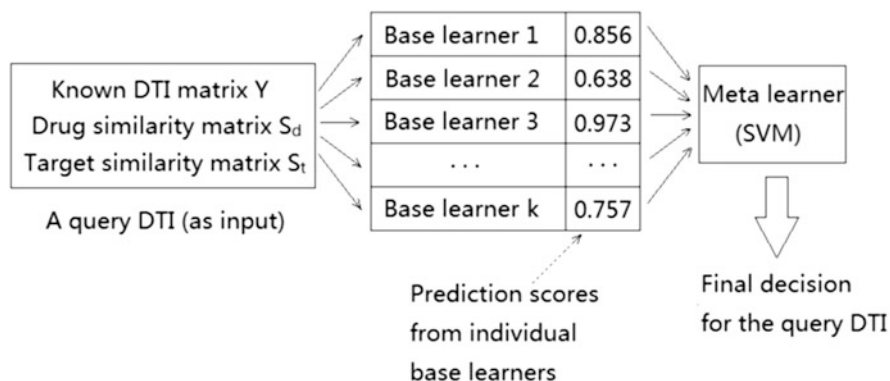 Known DTI matrix Y
Drug similarity matrix Sd
Target similarity matrix St
A query DTI (as input)
Base learner 1 0.856
Base learner 2 0.638
Base learner 3 0.973
... ...
Base learner k 0.757
Prediction scores
from individual
base learners
Meta learner
(SVM)
Final decision
for the query DTI